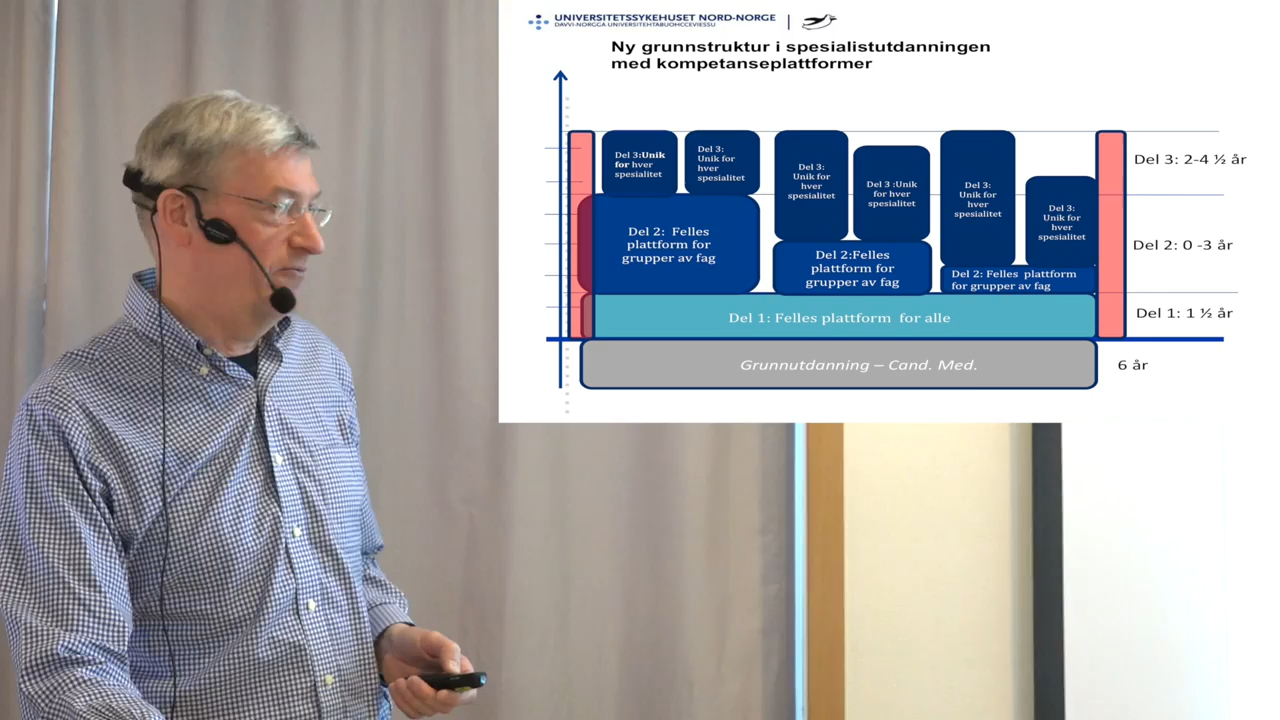 UNIVERSITETSSYKEHUSET NORD-NORGE
DAVVI-NORGGA UNIVERSITEHTABUOHCCEVIESSU
Ny grunnstruktur i spesialistutdanningen
med kompetanseplattformer
Del 3:Unik
for hver
spesialitet
Del 3:
Unik for
hver
spesialitet
Del 3:
Unik for
hver
spesialitet
Del 3 :Unik
for hver
spesialitet
Del 3:
Unik for
hver
spesialitet
Del 3:
Unik for
hver
spesialitet
Del 3: 2-4 ½ år
Del 2: Felles
plattform for
grupper av fag
Del 2:Felles
plattform for
grupper av fag
Del 2: Felles plattform
for grupper av fag
Del 2: 0 -3 år
Del 1: Felles plattform for alle
Del 1: 1 ½ år
Grunnutdanning – Cand. Med.
6 år